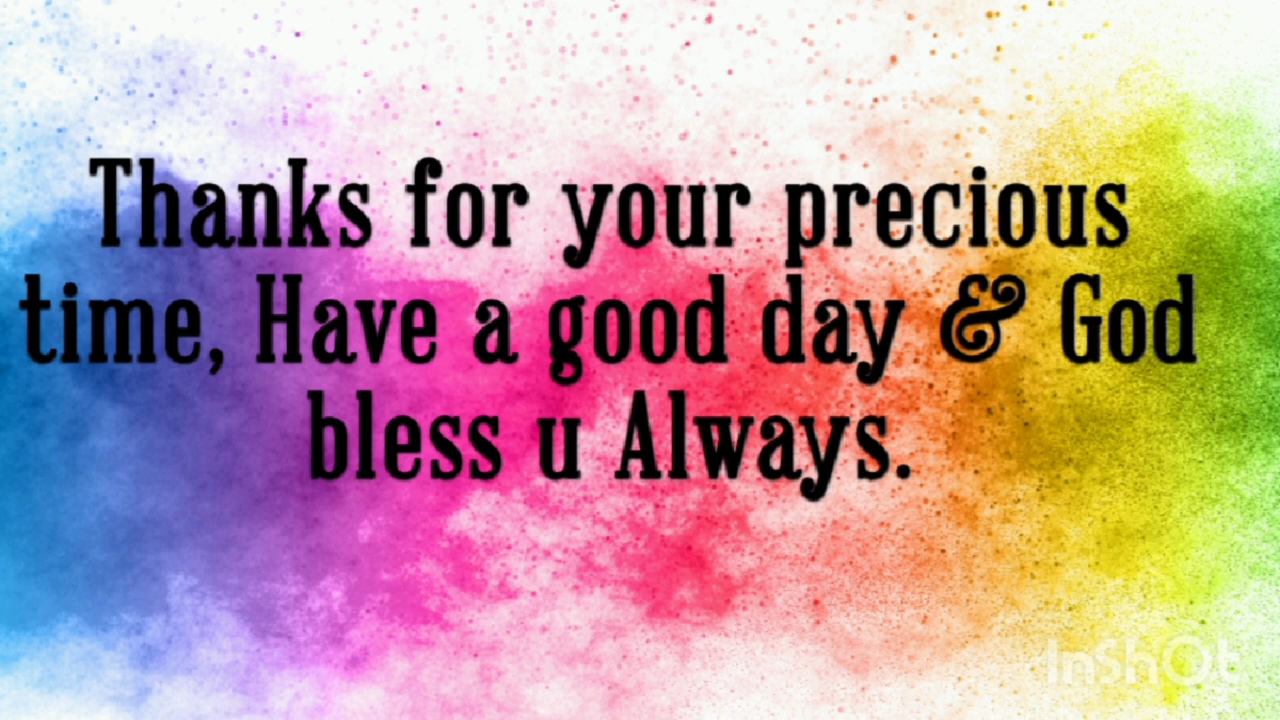 Thanks for your precious
time, Have a good day & God
bless u Always.
InShOt